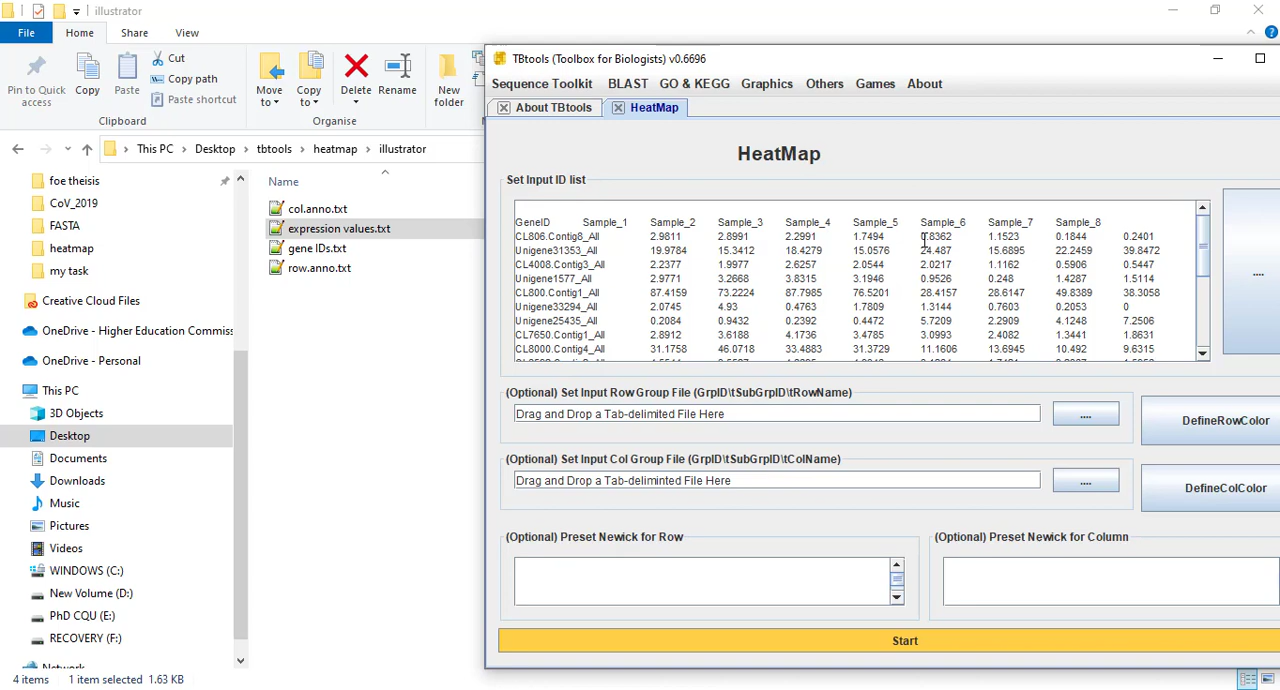 illustrator
File Home Share View
Pin to Quick access
Copy
Paste
Cut
Copy path
Paste shortcut
Clipboard
Move to
Copy to
Delete
Rename
Organise
New folder
This PC > Desktop > tbtools > heatmap > illustrator
foe theisis
CoV_2019
FASTA
heatmap
my task
Creative Cloud Files
OneDrive - Higher Education Commiss
OneDrive - Personal
This PC
3D Objects
Desktop
Documents
Downloads
Music
Pictures
Videos
WINDOWS (C:)
New Volume (D:)
PhD CQU (E:)
RECOVERY (F:)
Network
Name
col.anno.txt
expression values.txt
gene IDs.txt
row.anno.txt
4 items 1 item selected 1.63 KB
TBtools (Toolbox for Biologists) v0.6696
Sequence Toolkit BLAST GO & KEGG Graphics Others Games About
About TBtools HeatMap
HeatMap
Set Input ID list
GeneID Sample_1 Sample_2 Sample_3 Sample_4 Sample_5 Sample_6 Sample_7 Sample_8
CL806.Contig8_All 2.9811 2.8991 2.2991 1.7494 0.8362 1.1523 0.1844 0.2401
Unigene31353_All 19.9784 15.3412 18.4279 15.0576 24.487 15.6695 22.2459 39.8472
CL4008.Contig3_All 2.2377 1.9977 2.6257 2.0544 2.0217 1.1162 0.5906 0.5447
Unigene1577_All 2.9771 3.2668 3.8315 3.1946 0.9526 0.248 1.4287 1.5114
CL800.Contig1_All 87.4159 73.2224 87.7985 76.5201 28.4157 28.6147 49.8389 38.3058
Unigene33294_All 2.0745 4.93 0.4765 1.7809 1.3144 0.7603 0.2053 0
Unigene25435_All 0.2084 0.9432 0.2392 0.4472 5.7209 2.2909 4.1248 7.2506
CL7650.Contig1_All 2.8912 3.6188 4.1736 3.4785 3.0993 2.4082 1.3441 1.8631
CL8000.Contig4_All 31.1758 46.0718 33.4883 31.3729 11.1606 13.6945 10.492 9.6315
....
(Optional) Set Input Row Group File (GrpID\tSubGrpID\tRowName)
Drag and Drop a Tab-delimited File Here
....
DefineRowColor
(Optional) Set Input Col Group File (GrpID\tSubGrpID\tColName)
Drag and Drop a Tab-deliminted File Here
....
DefineColColor
(Optional) Preset Newick for Row
(Optional) Preset Newick for Column
Start